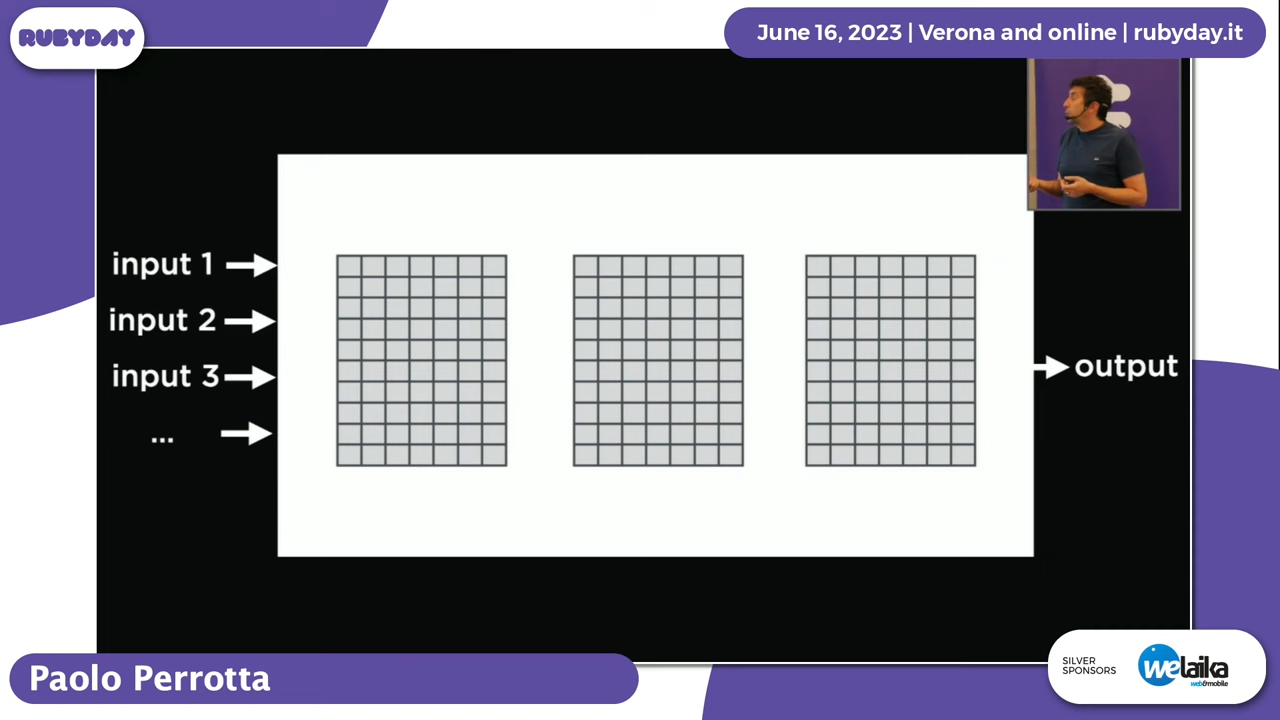 RUBYDAY
June 16, 2023 | Verona and online | rubyday.it
input 1
input 2
input 3
...
output
Paolo Perrotta
SILVER
SPONSORS
welaika
web&mobile